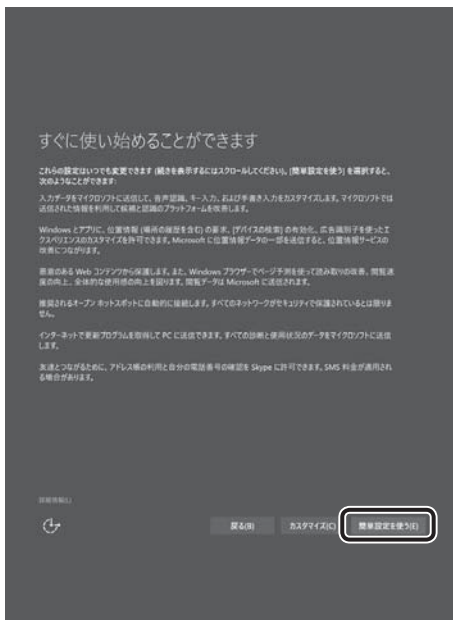 すぐに使い始めることができます
これらの設定はいつでも変更できます (続きを表示するにはスクロールしてください)。[簡単設定を使う] を選択すると、
次のようなことができます:
入力データをマイクロソフトに送信して、音声認識、キー入力、および手書き入力をカスタマイズします。マイクロソフトでは
送信された情報を利用して候補と認識のプラットフォームを改善します。
Windows とアプリに、位置情報 (場所の履歴を含む) の要求、[デバイスの検索] の有効化、広告識別子を使ったエ
クスペリエンスのカスタマイズを許可できます。Microsoft に位置情報データの一部を送信すると、位置情報サービスの
改善につながります。
悪意のある Web コンテンツから保護します。また、Windows ブラウザーでページ予測を使って読み取りの改善、閲覧速
度の向上、全体的な使用感の向上を図ります。閲覧データは Microsoft に送信されます。
推奨されるオープン ホットスポットに自動的に接続します。すべてのネットワークがセキュリティで保護されているとは限りま
せん。
インターネットで更新プログラムを取得して PC に送信できます。すべての診断と使用状況のデータをマイクロソフトに送信
します。
友達とつながるために、アドレス帳の利用と自分の電話番号の確認を Skype に許可できます。SMS 料金が適用され
る場合があります。
詳細情報(L)
戻る(B) カスタマイズ(C) 簡単設定を使う(E)